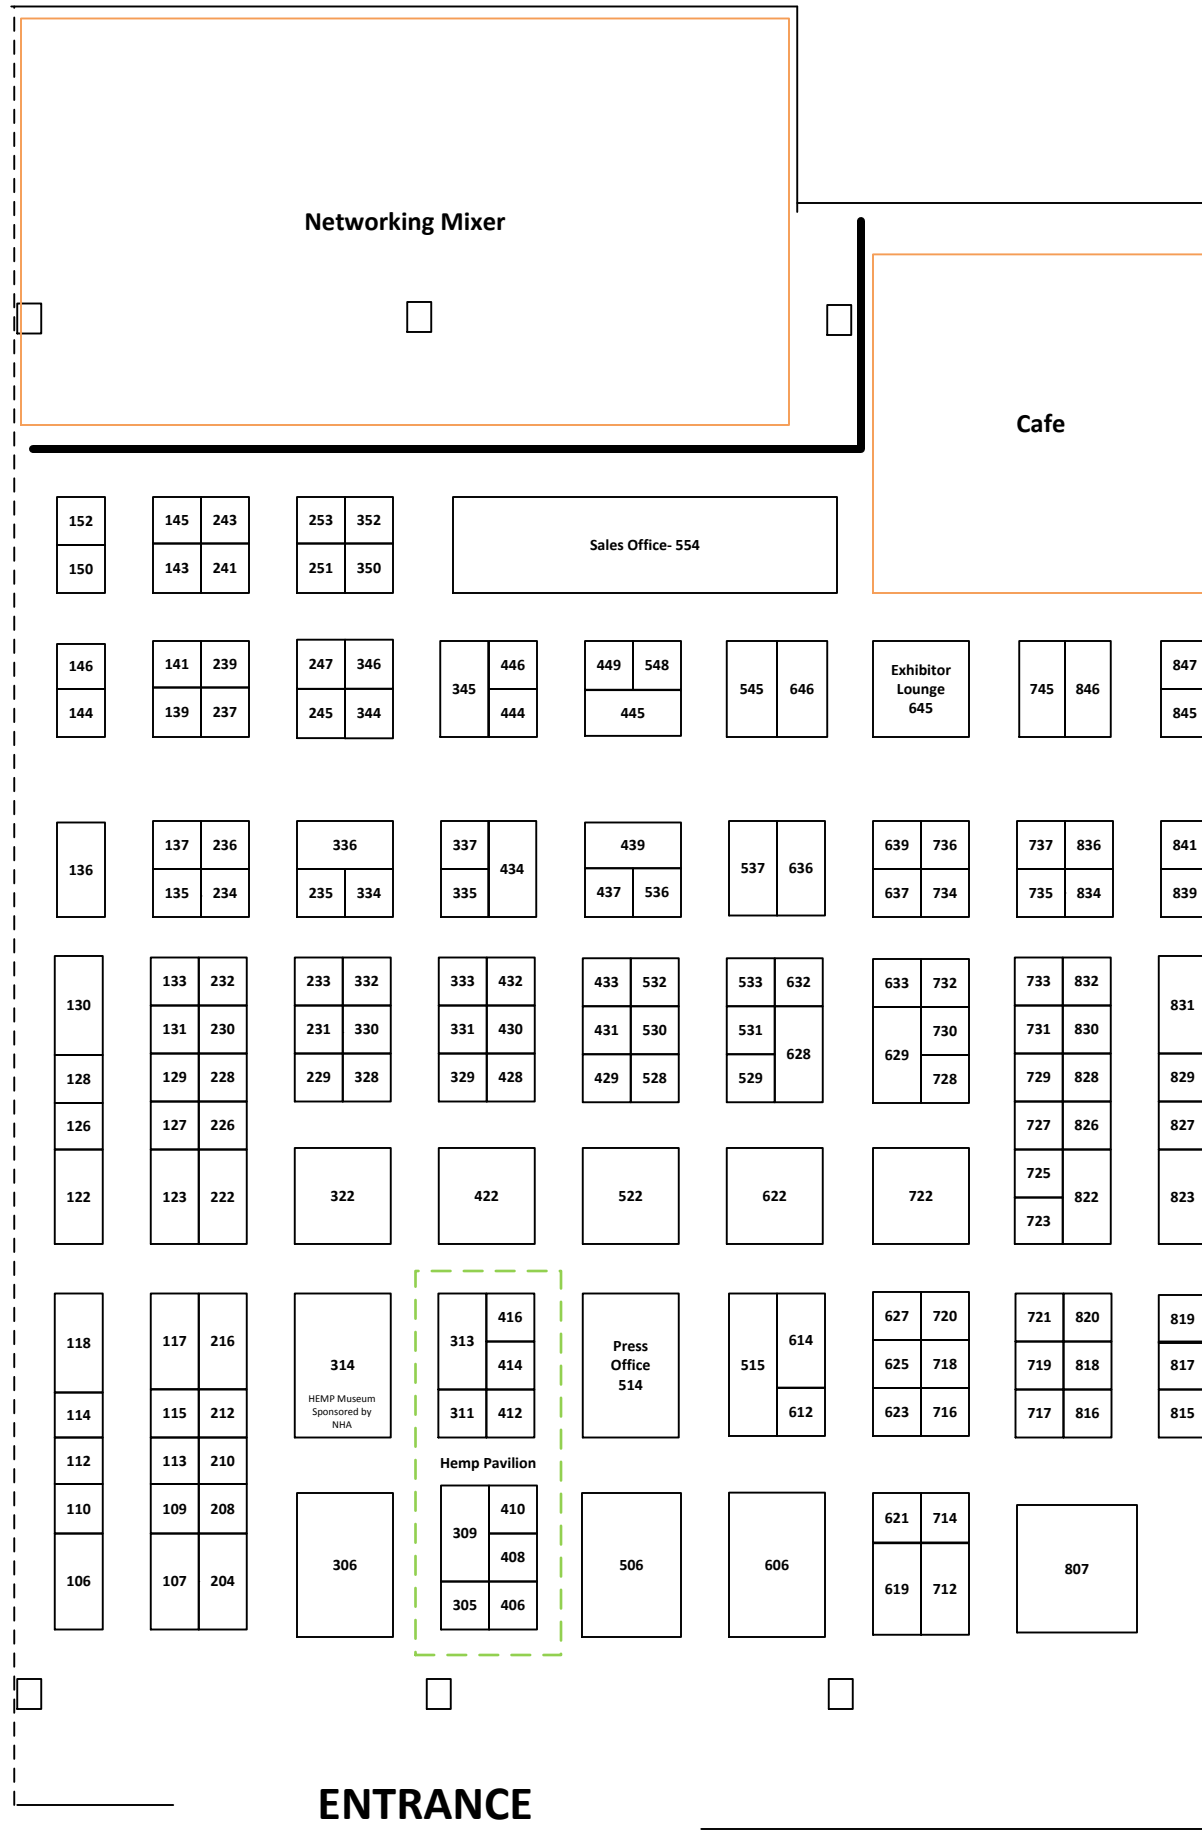 Networking Mixer
Cafe
152 145 243 253 352
Sales Office- 554
150 143 241 251 350
146 141 239 247 346 446 449 548 847
345 545 646 745 846
Exhibitor
Lounge
645
144 139 237 245 344 444 445 845
137 236 336 337 439 639 736 737 836 841
136 434 537 636
135 234 235 334 335 437 536 637 734 735 834 839
133 232 233 332 333 432 433 532 533 632 633 732 733 832
130 831
131 230 231 330 331 430 431 530 531 730 731 830
628 629
128 129 228 229 328 329 428 429 528 529 728 729 828 829
126 127 226 727 826 827
725
122 123 222 322 422 522 622 722 822 823
723
416 627 720 721 820 819
118 117 216 313 614
314
HEMP Museum
Sponsored by
NHA
414 515 625 718 719 818 817
Press
Office
514
114 115 212 311 412 612 623 716 717 816 815
112 113 210
Hemp Pavilion
110 109 208 410 621 714
309
306 408 506 606 807
106 107 204 619 712
305 406
ENTRANCE